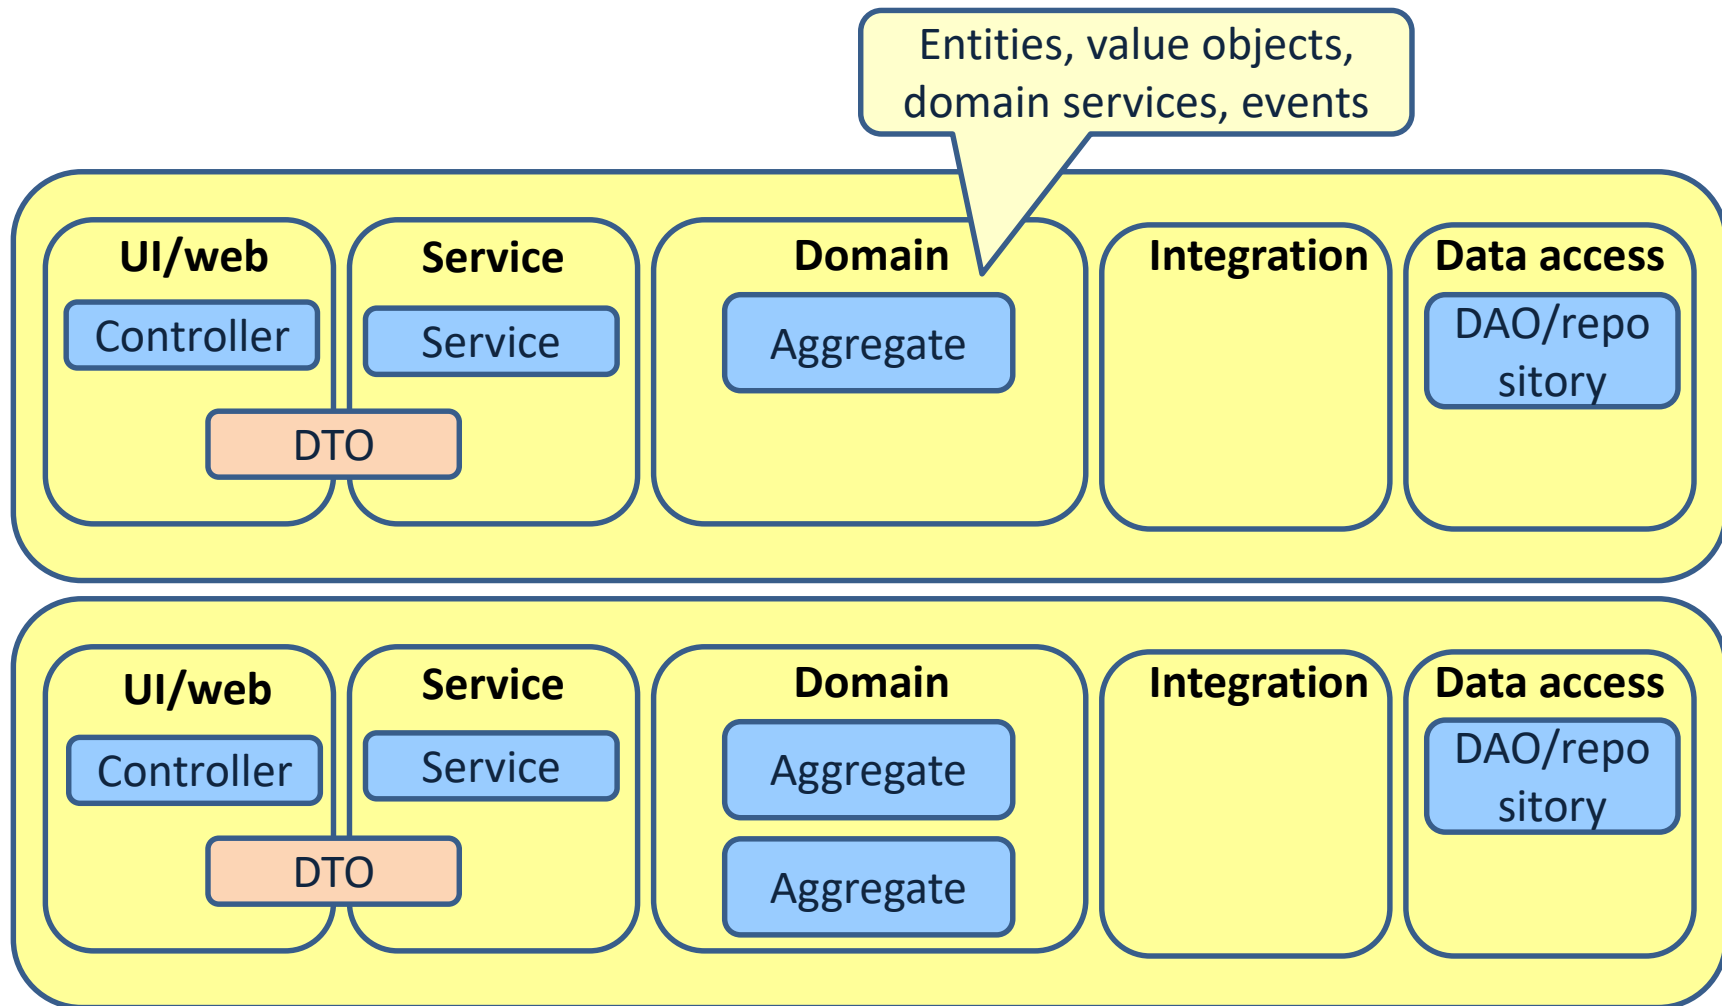 Entities, value objects,
domain services, events
UI/web
Service
Domain
Integration
Data access
Controller
Service
Aggregate
DAO/repo
sitory
DTO
UI/web
Service
Domain
Integration
Data access
Controller
Service
Aggregate
DAO/repo
sitory
DTO
Aggregate